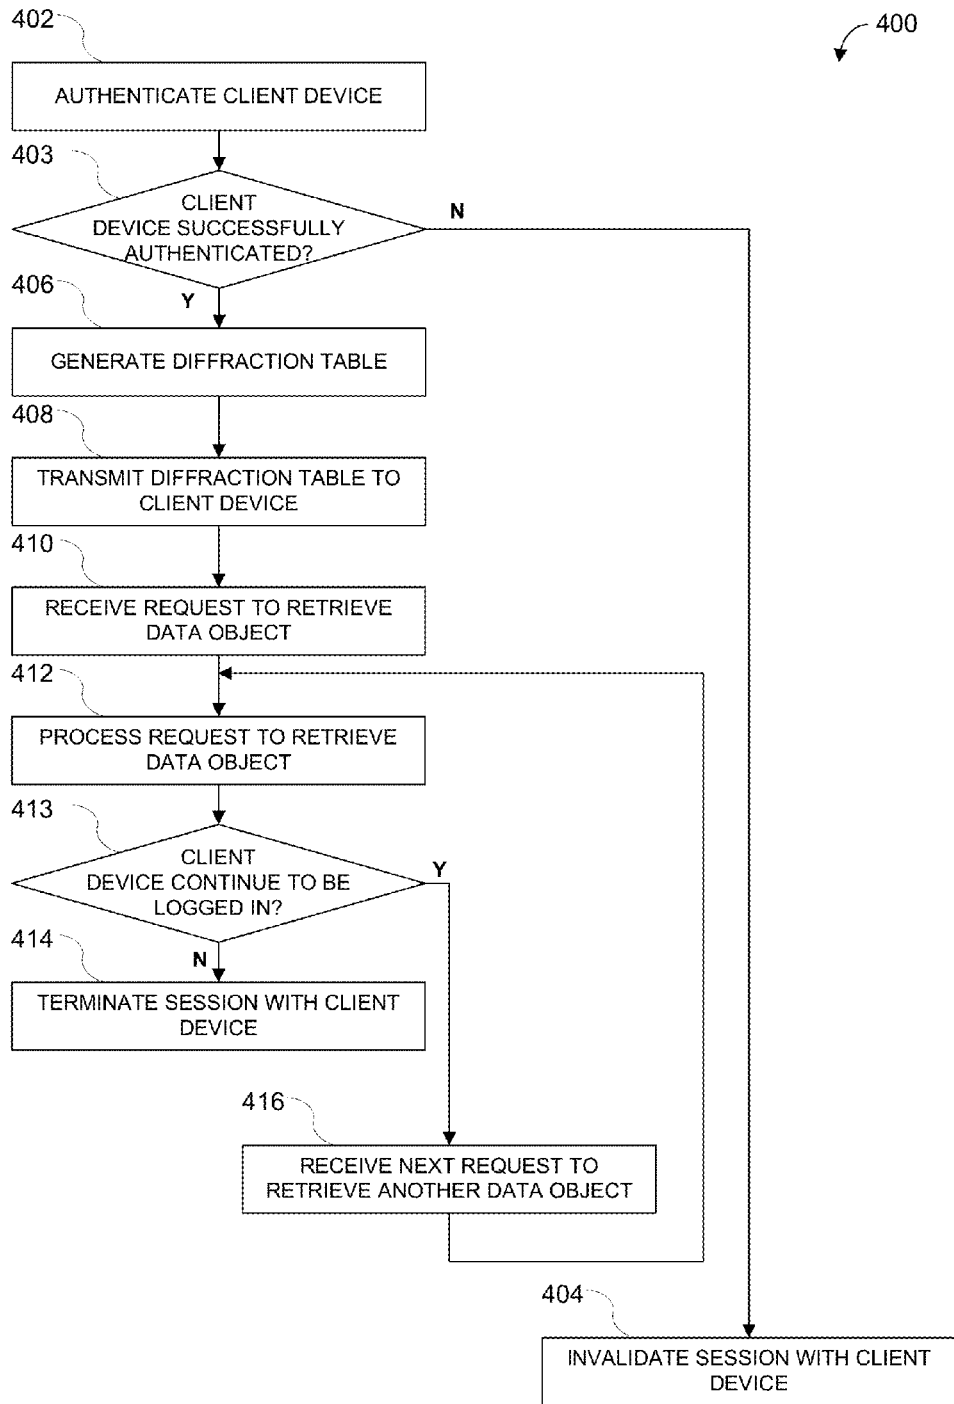 402
400
AUTHENTICATE CLIENT DEVICE
403
CLIENT
DEVICE SUCCESSFULLY
AUTHENTICATED?
N
406
Y
GENERATE DIFFRACTION TABLE
408
TRANSMIT DIFFRACTION TABLE TO
CLIENT DEVICE
410
RECEIVE REQUEST TO RETRIEVE
DATA OBJECT
412
PROCESS REQUEST TO RETRIEVE
DATA OBJECT
413
CLIENT
DEVICE CONTINUE TO BE
LOGGED IN?
Y
414
N
TERMINATE SESSION WITH CLIENT
DEVICE
416
RECEIVE NEXT REQUEST TO
RETRIEVE ANOTHER DATA OBJECT
404
INVALIDATE SESSION WITH CLIENT
DEVICE